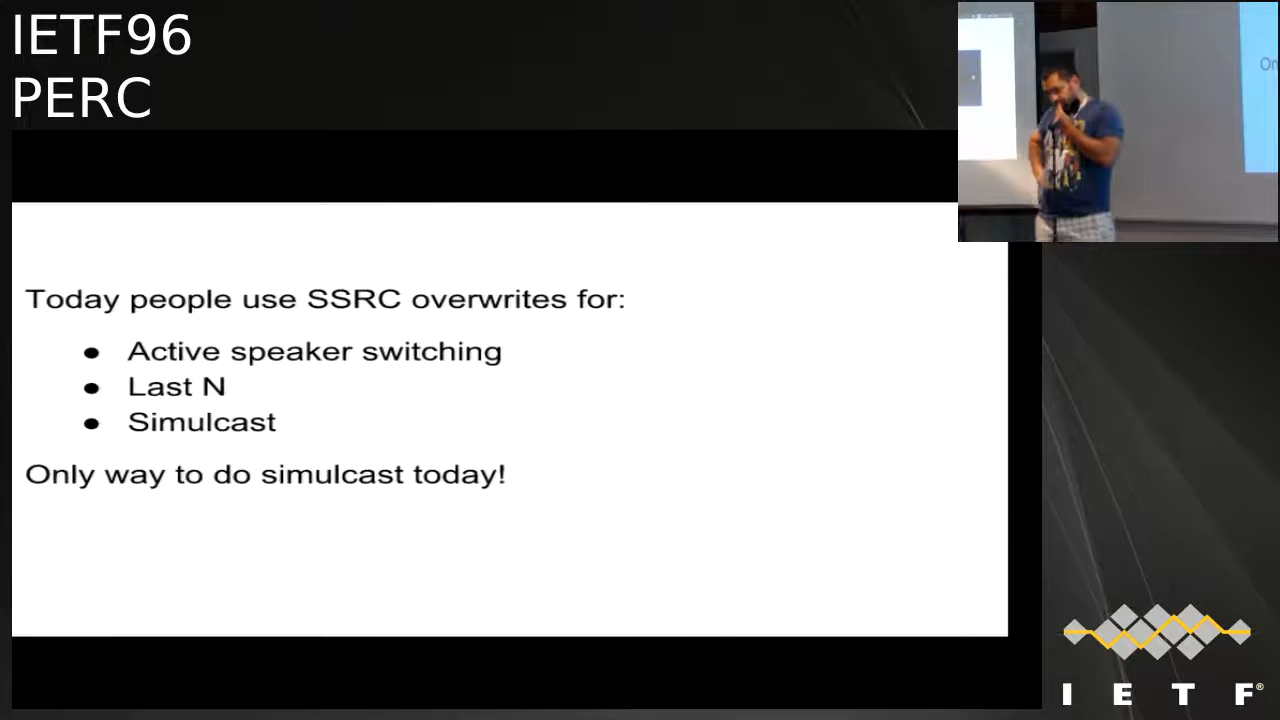 IETF96
PERC
Today people use SSRC overwrites for:
● Active speaker switching
● Last N
● Simulcast
Only way to do simulcast today!
On
I E T F®